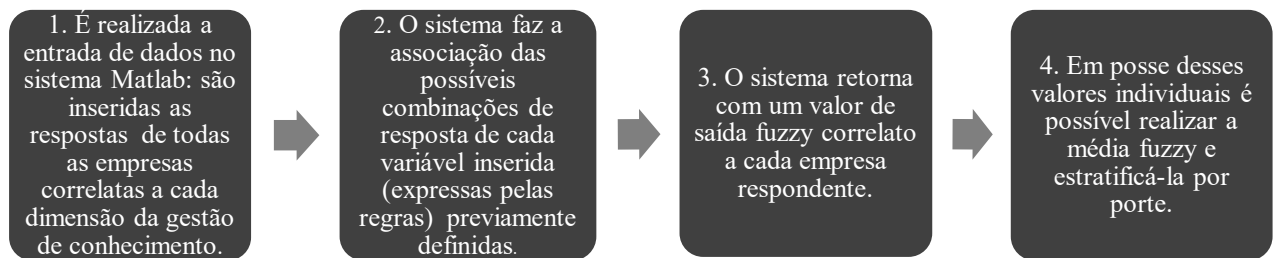 1. É realizada a
entrada de dados no
sistema Matlab: são
inseridas as
respostas de todas
as empresas
correlatas a cada
dimensão da gestão
de conhecimento.
2. O sistema faz a
associação das
possíveis
combinações de
resposta de cada
variável inserida
(expressas pelas
regras) previamente
definidas.
3. O sistema retorna
com um valor de
saída fuzzy correlato
a cada empresa
respondente.
4. Em posse desses
valores individuais é
possível realizar a
média fuzzy e
estratificá-la por
porte.